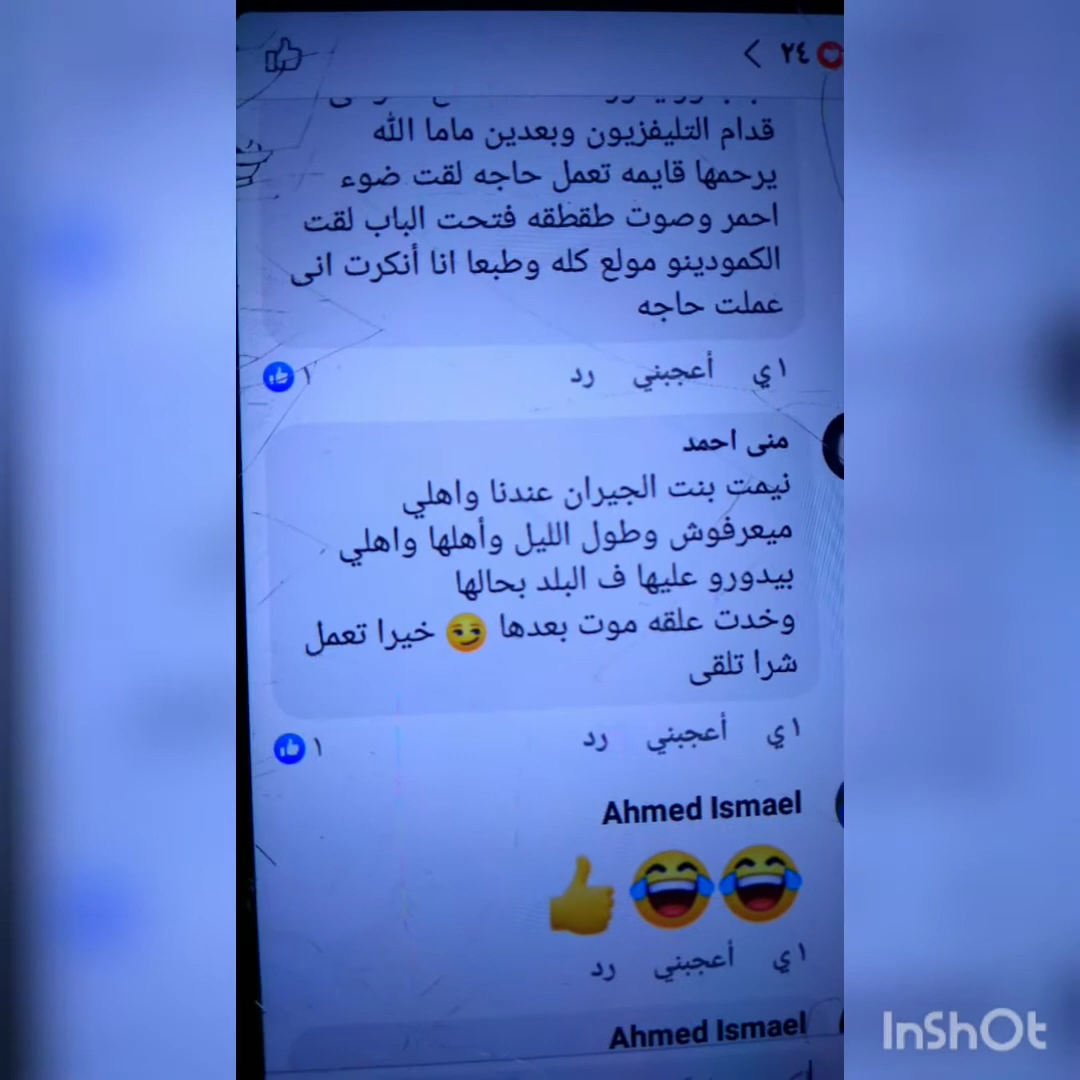 ٢٤
قدام التليفزيون وبعدين ماما الله
يرحمها قايمه تعمل حاجه لقت ضوء
احمر وصوت طقطقه فتحت الباب لقت
الكمودينو مولع كله وطبعا انا أنكرت انى
عملت حاجه
١ ي أعجبني رد ١
منى احمد
نيمت بنت الجيران عندنا واهلي
ميعرفوش وطول الليل وأهلها واهلي
بيدورو عليها ف البلد بحالها
وخدت علقه موت بعدها 😏 خيرا تعمل
شرا تلقى
١ ي أعجبني رد ١
Ahmed Ismael
👍😂😂
١ ي أعجبني رد
Ahmed Ismael
InShOt